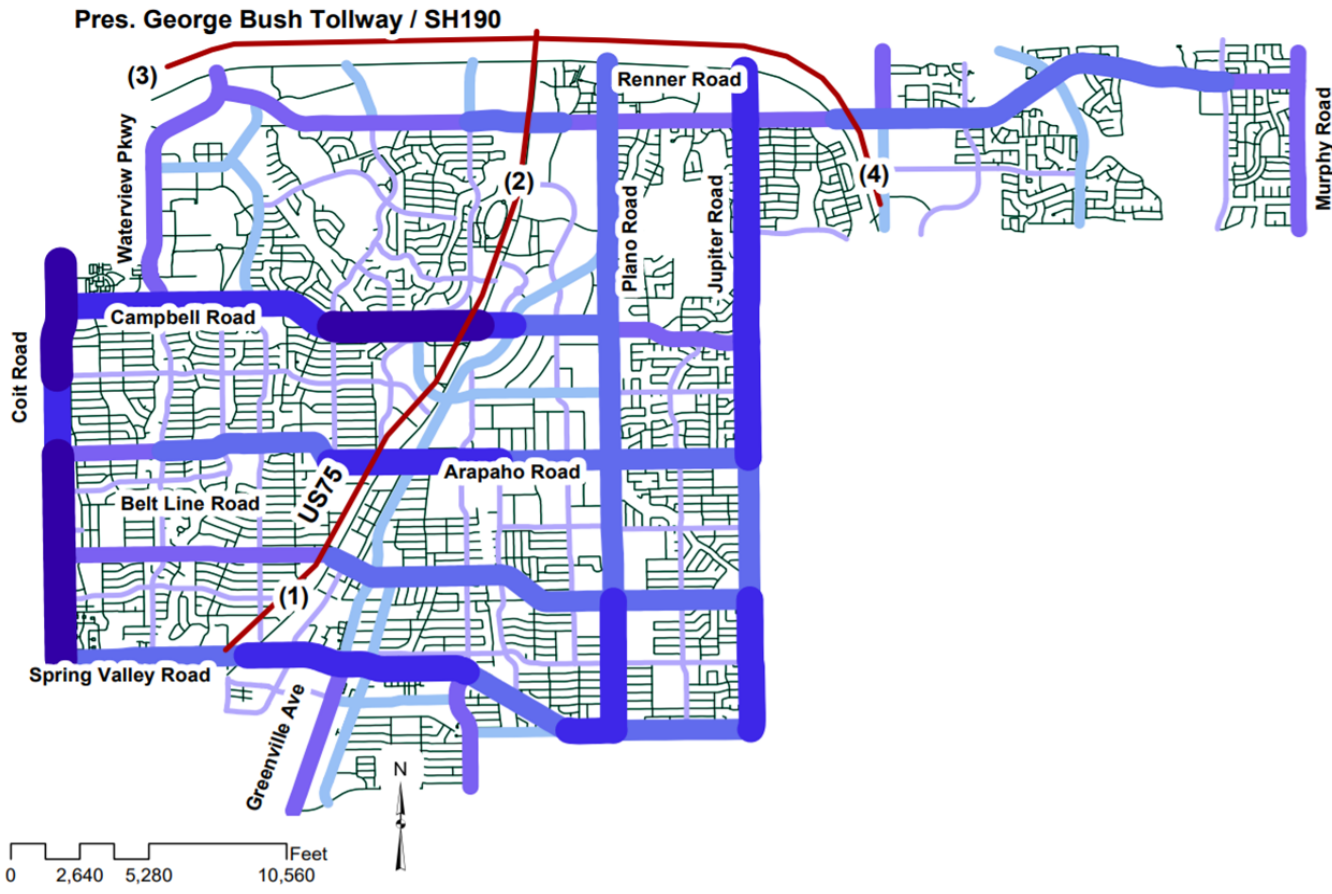 Pres. George Bush Tollway / SH190
(3)
Renner Road
Waterview Pkwy
(2)
(4)
Plano Road
Jupiter Road
Murphy Road
Campbell Road
Coit Road
Arapaho Road
US75
Belt Line Road
(1)
Spring Valley Road
Greenville Ave
N
Feet
0 2,640 5,280 10,560